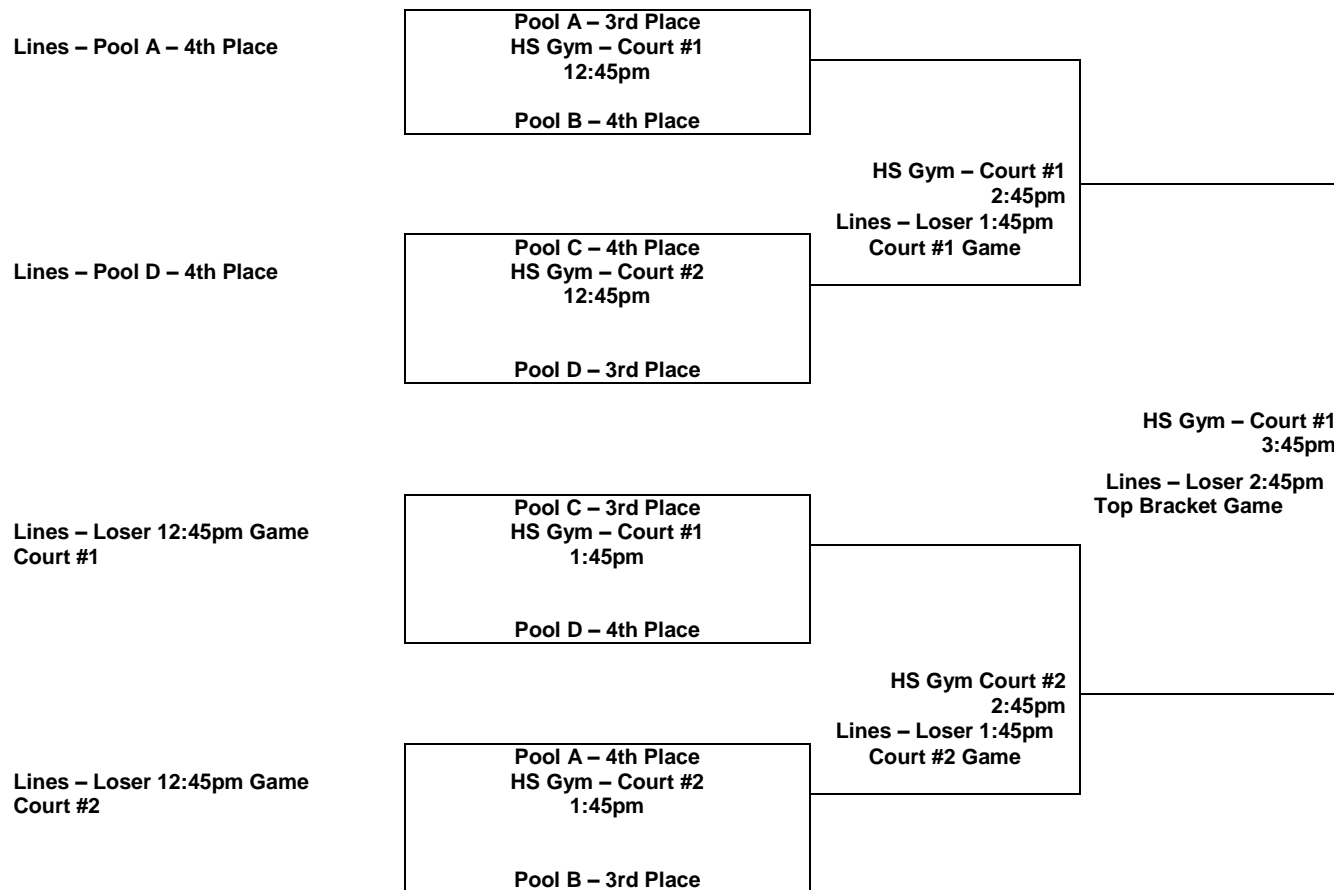 Lines – Pool A – 4th Place
Pool A – 3rd Place
HS Gym – Court #1
12:45pm
Pool B – 4th Place
HS Gym – Court #1
2:45pm
Lines – Loser 1:45pm
Court #1 Game
Lines – Pool D – 4th Place
Pool C – 4th Place
HS Gym – Court #2
12:45pm
Pool D – 3rd Place
HS Gym – Court #1
3:45pm
Lines – Loser 2:45pm
Top Bracket Game
Lines – Loser 12:45pm Game
Court #1
Pool C – 3rd Place
HS Gym – Court #1
1:45pm
Pool D – 4th Place
HS Gym Court #2
2:45pm
Lines – Loser 1:45pm
Court #2 Game
Lines – Loser 12:45pm Game
Court #2
Pool A – 4th Place
HS Gym – Court #2
1:45pm
Pool B – 3rd Place